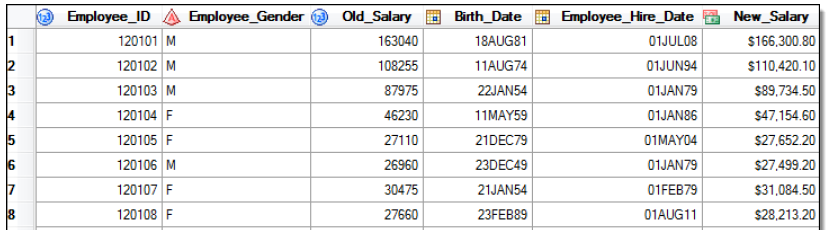 Employee_ID Employee_Gender Old_Salary Birth_Date Employee_Hire_Date New_Salary
1 120101 M 163040 18AUG81 01JUL08 $166,300.80
2 120102 M 108255 11AUG74 01JUN94 $110,420.10
3 120103 M 87975 22JAN54 01JAN79 $89,734.50
4 120104 F 46230 11MAY59 01JAN86 $47,154.60
5 120105 F 27110 21DEC79 01MAY04 $27,652.20
6 120106 M 26960 23DEC49 01JAN79 $27,499.20
7 120107 F 30475 21JAN54 01FEB79 $31,084.50
8 120108 F 27660 23FEB89 01AUG11 $28,213.20